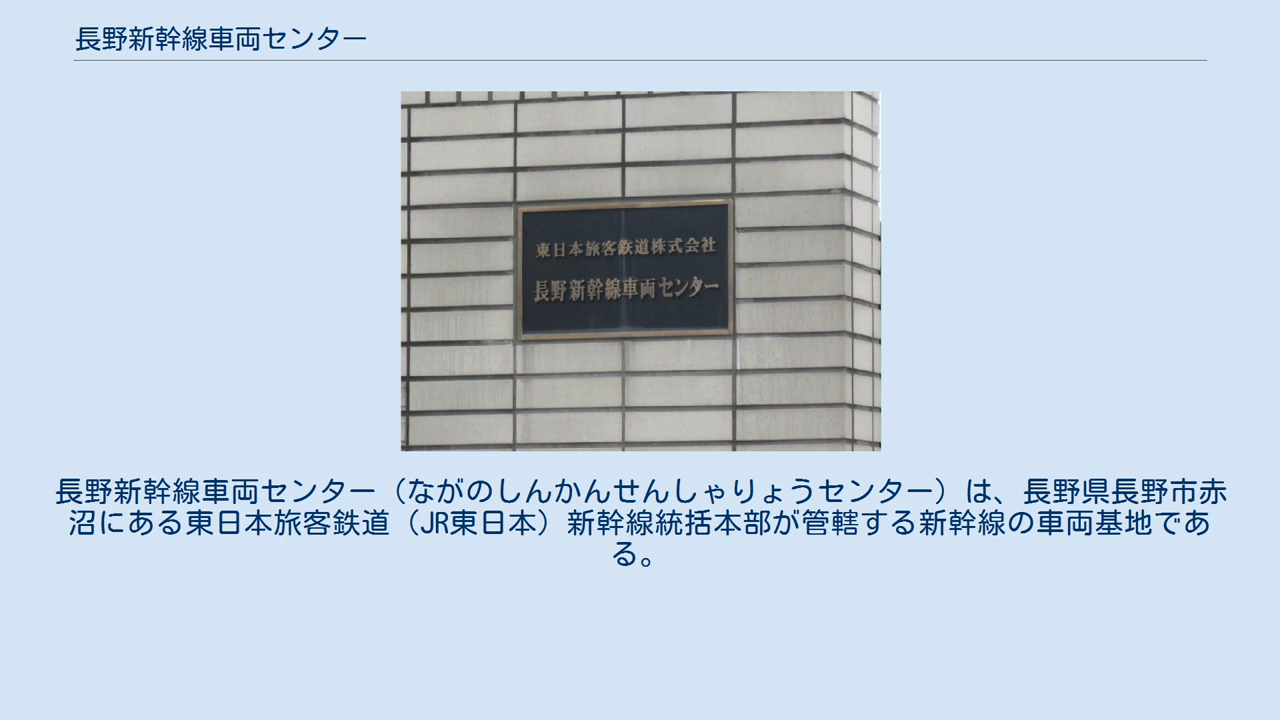 長野新幹線車両センター
東日本旅客鉄道株式会社
長野新幹線車両センター
長野新幹線車両センター（ながのしんかんせんしゃりょうセンター）は、長野県長野市赤
沼にある東日本旅客鉄道（JR東日本）新幹線統括本部が管轄する新幹線の車両基地であ
る。